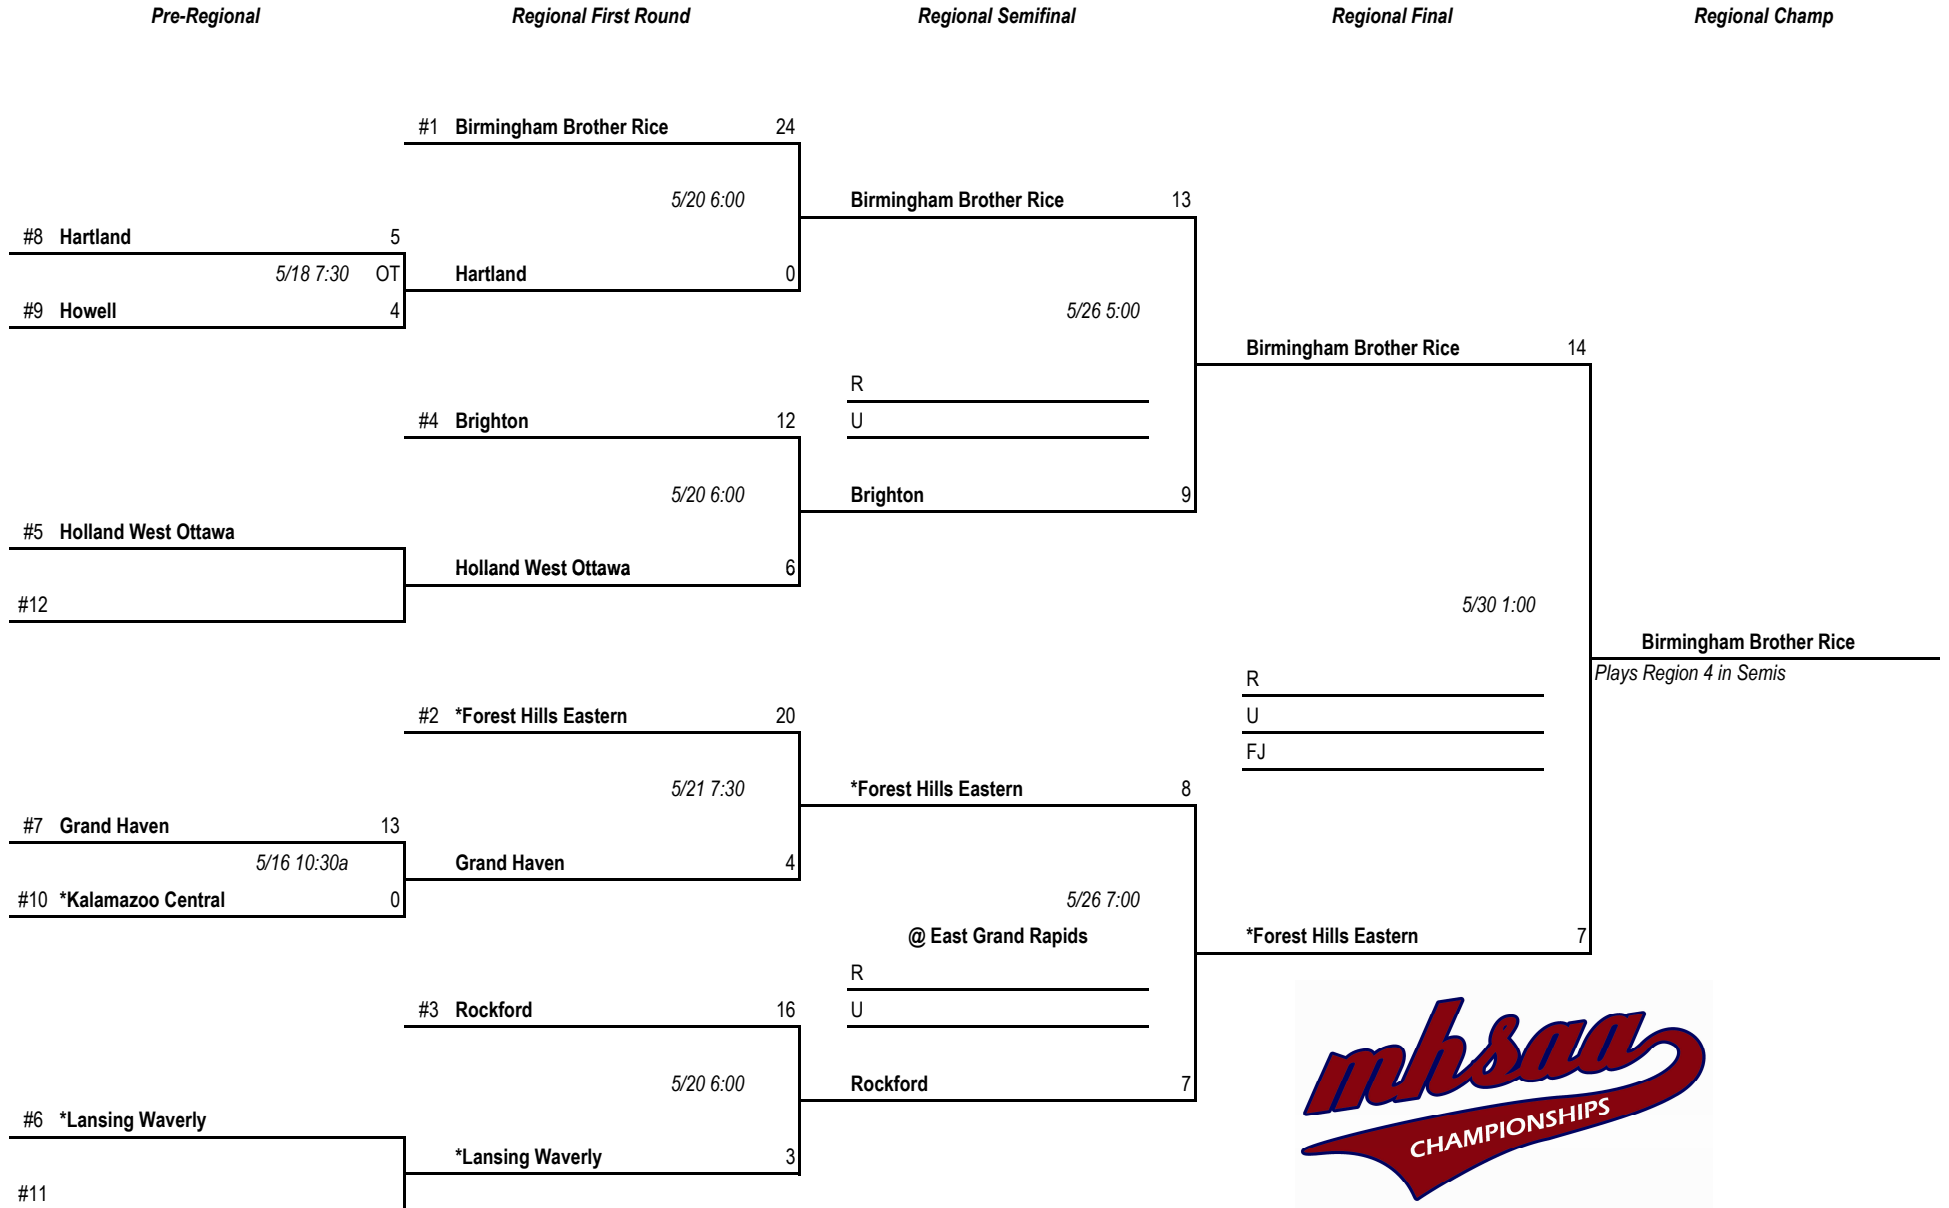 Pre-Regional Regional First Round Regional Semifinal Regional Final Regional Champ
#1 Birmingham Brother Rice 24
5/20 6:00 Birmingham Brother Rice 13
#8 Hartland 5
5/18 7:30 OT Hartland 0
#9 Howell 4 5/26 5:00
Birmingham Brother Rice 14
R
#4 Brighton 12 U
5/20 6:00 Brighton 9
#5 Holland West Ottawa
Holland West Ottawa 6
#12 5/30 1:00
Birmingham Brother Rice
Plays Region 4 in Semis
R
#2 *Forest Hills Eastern 20 U
FJ
5/21 7:30 *Forest Hills Eastern 8
#7 Grand Haven 13
5/16 10:30a Grand Haven 4
#10 *Kalamazoo Central 0 5/26 7:00
@ East Grand Rapids *Forest Hills Eastern 7
R
#3 Rockford 16 U
5/20 6:00 Rockford 7
#6 *Lansing Waverly
*Lansing Waverly 3
#11
mhsaa
CHAMPIONSHIPS